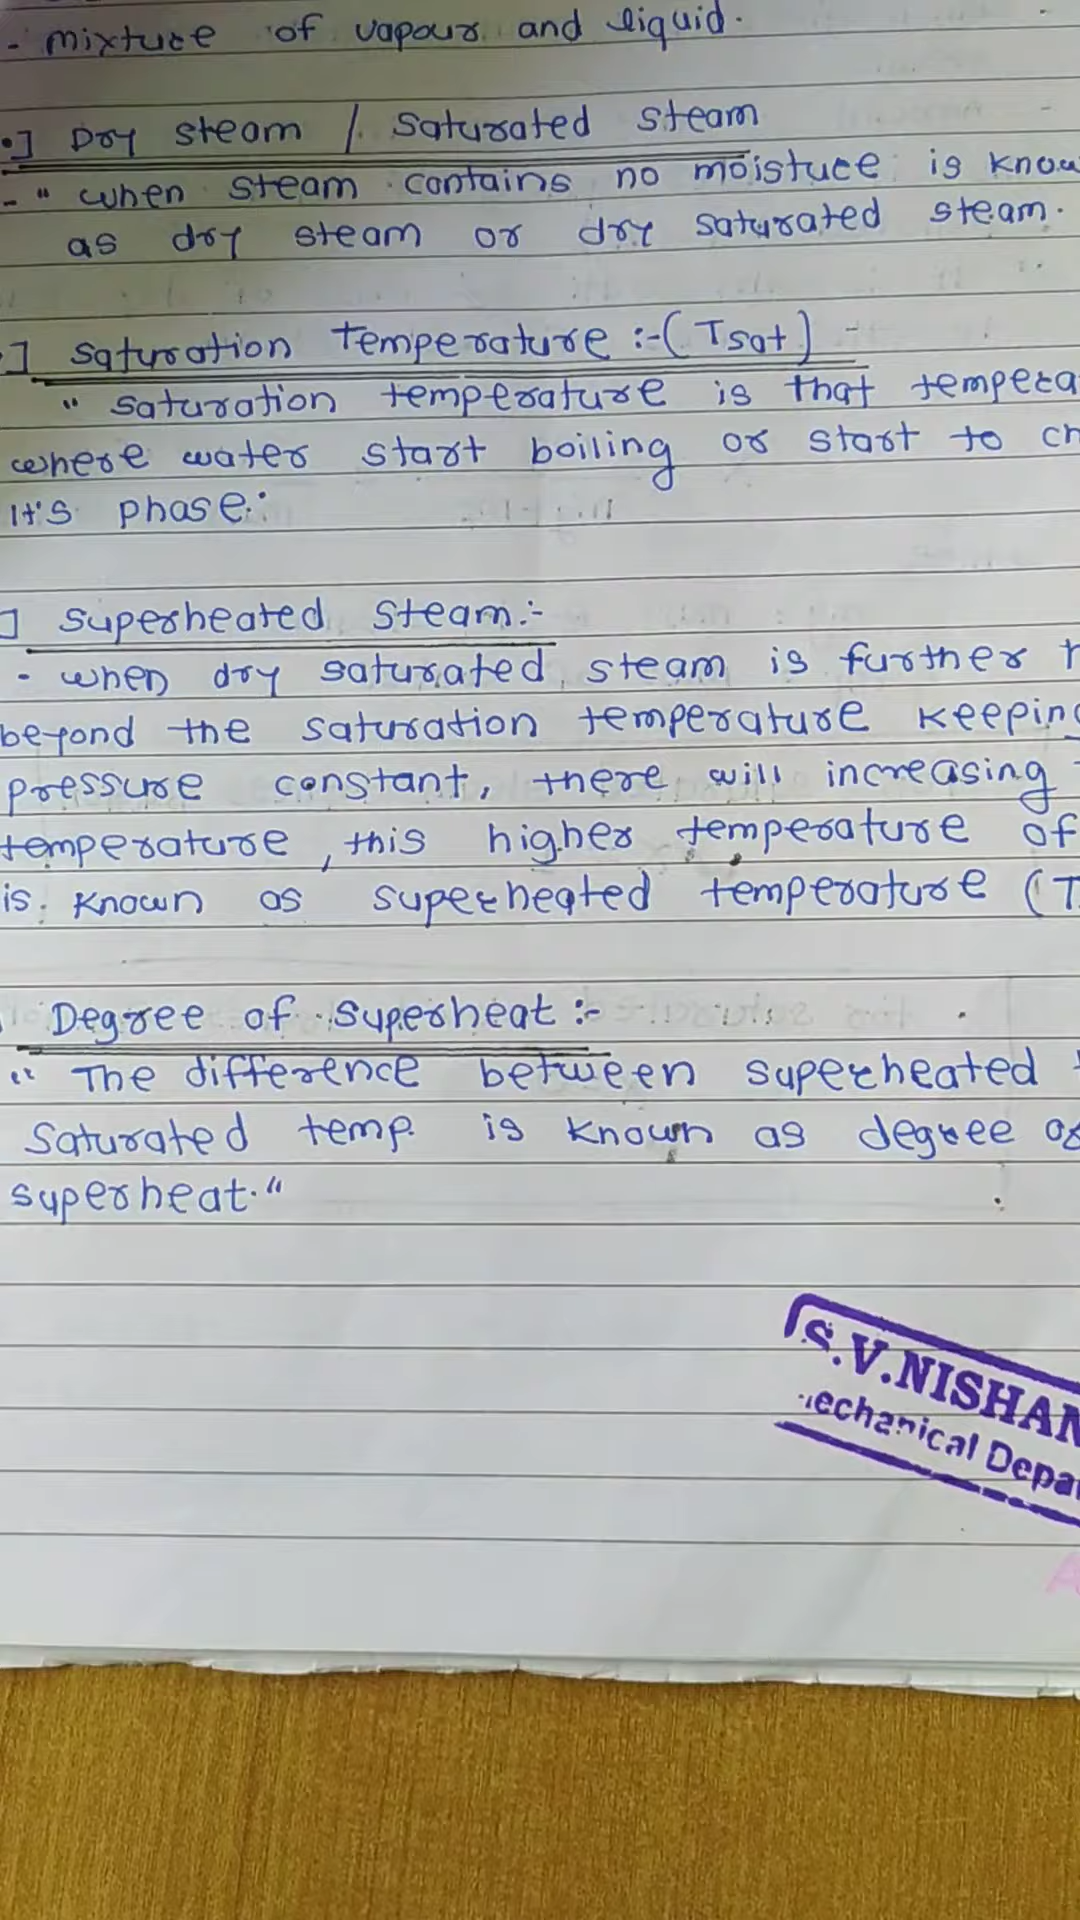 - mixture of vapour and liquid.
•] Dry steam / saturated steam
- " when steam contains no moisture is know
as dry steam or dry saturated steam.
] saturation temperature :-(Tsat)
" saturation temperature is that tempera
where water start boiling or start to ch
It's phase.
] superheated steam:-
- when dry saturated steam is further h
beyond the saturation temperature keeping
pressure constant, there will increasing
temperature, this higher temperature of
is known as superheated temperature (T
Degree of superheat :-
" The difference between superheated t
saturated temp. is known as degree of
superheat."
S.V.NISHAN
echanical Depa
A